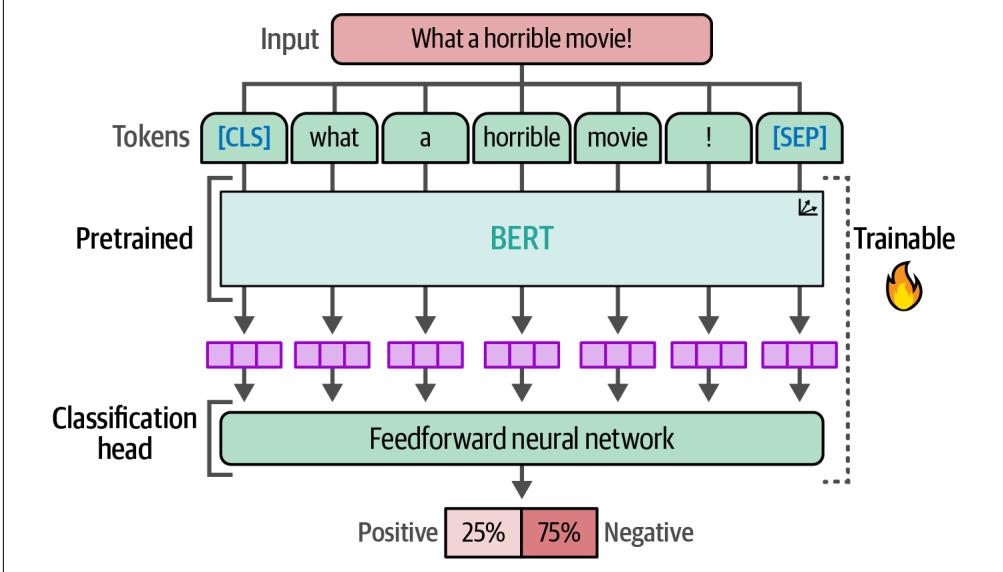 Input What a horrible movie!
Tokens [CLS] what a horrible movie ! [SEP]
Pretrained BERT Trainable
Classification
head
Feedforward neural network
Positive 25% 75% Negative